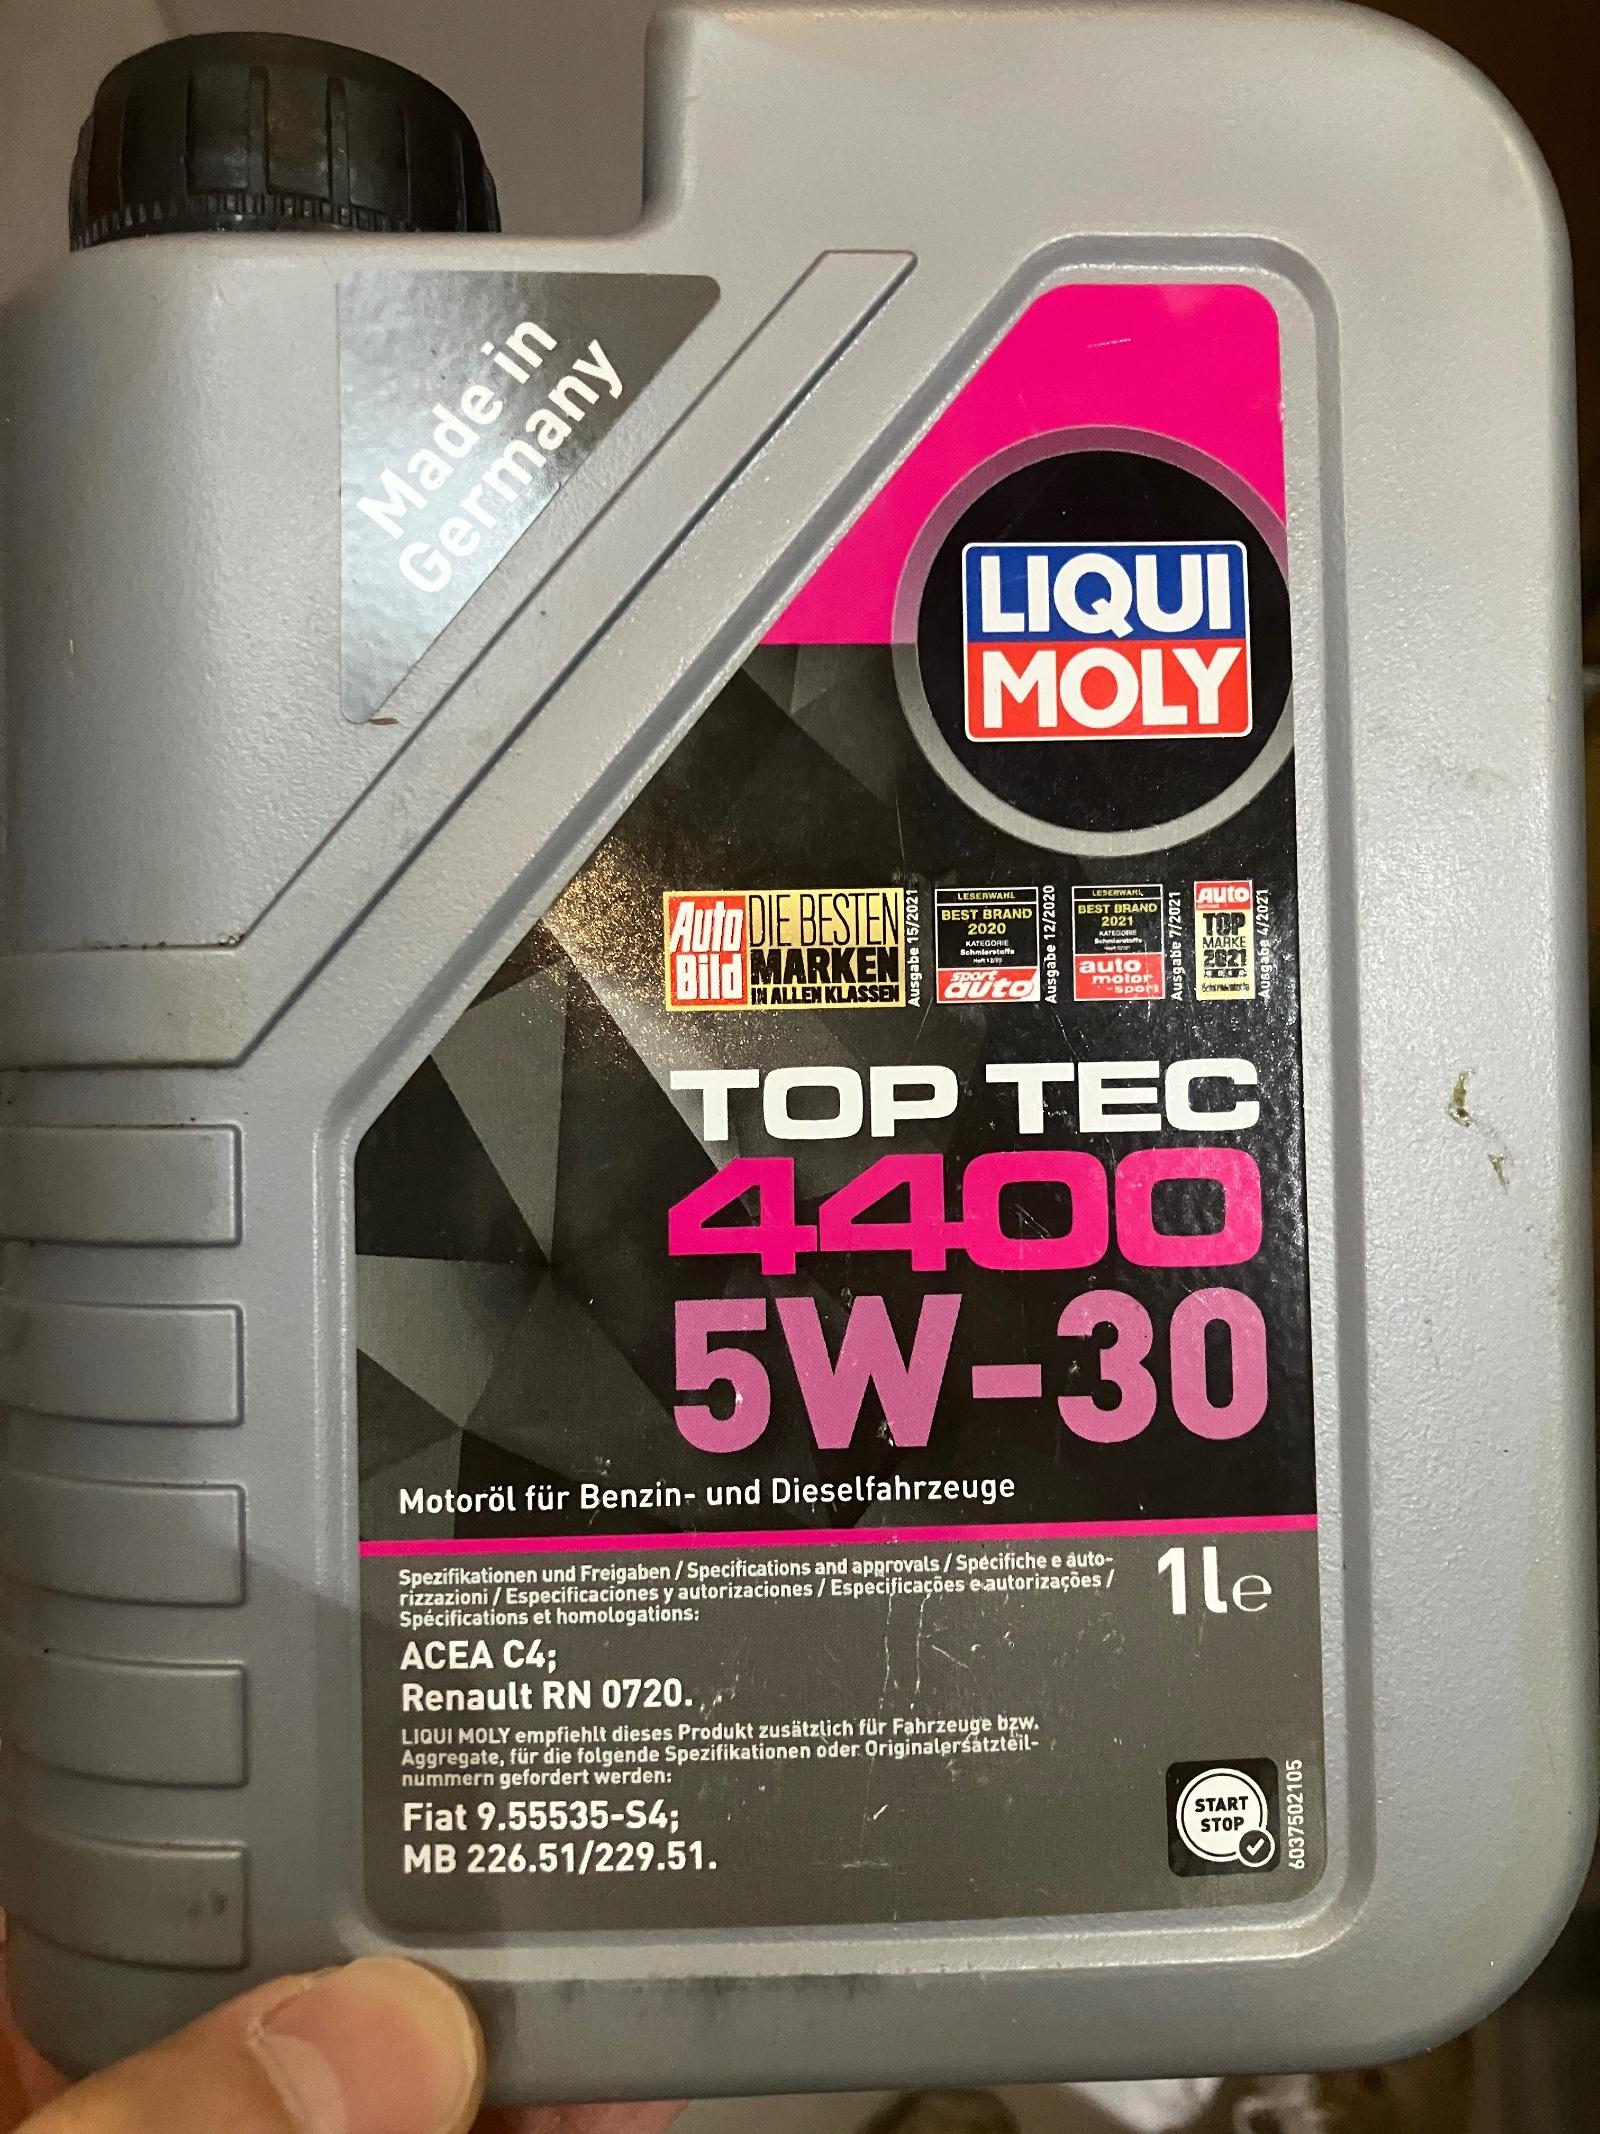 Made in
Germany
LIQUI
MOLY
Auto
Bild
DIE BESTEN
MARKEN
IN ALLEN KLASSEN
Ausgabe 15/2021
LESERWAHL
BEST BRAND
2020
KATEGORIE
Schmierstoffe
Heft 12/20
sport
auto
Ausgabe 12/2020
LESERWAHL
BEST BRAND
2021
KATEGORIE
Schmierstoffe
auto
motor
sport
Ausgabe 7/2021
Auto
TOP
MARKE
2021
Ausgabe 4/2021
TOP TEC
4400
5W-30
Motoröl für Benzin- und Dieselfahrzeuge
Spezifikationen und Freigaben / Specifications and approvals / Specifiche e auto-
rizzazioni / Especificaciones y autorizaciones / Especificações e autorizações /
Spécifications et homologations:
1le
ACEA C4;
Renault RN 0720.
LIQUI MOLY empfiehlt dieses Produkt zusätzlich für Fahrzeuge bzw.
Aggregate, für die folgende Spezifikationen oder Originalersatzteil-
nummern gefordert werden:
Fiat 9.55535-S4;
MB 226.51/229.51.
START
STOP
6037502105